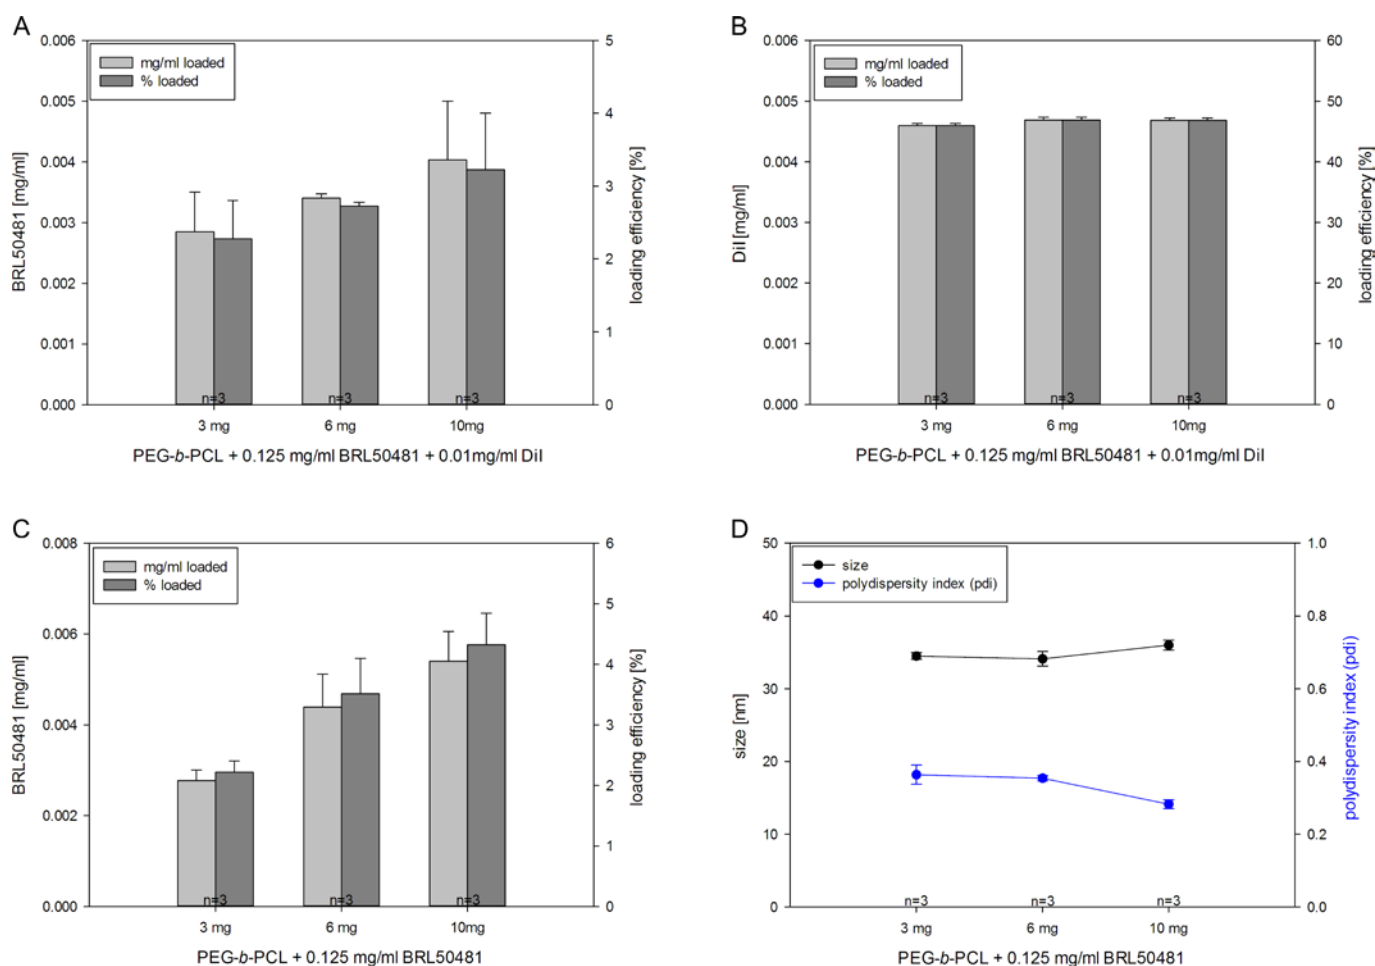 A
0.006
0.005
0.004
0.003
0.002
0.001
0.000
BRL50481 [mg/ml]
mg/ml loaded
% loaded
5
4
3
2
1
0
loading efficiency [%]
n=3
n=3
n=3
3 mg
6 mg
10mg
PEG-b-PCL + 0.125 mg/ml BRL50481 + 0.01mg/ml DiI
B
0.006
0.005
0.004
0.003
0.002
0.001
0.000
DiI [mg/ml]
mg/ml loaded
% loaded
60
50
40
30
20
10
0
loading efficiency [%]
n=3
n=3
n=3
3 mg
6 mg
10mg
PEG-b-PCL + 0.125 mg/ml BRL50481 + 0.01mg/ml DiI
C
0.008
0.006
0.004
0.002
0.000
BRL50481 [mg/ml]
mg/ml loaded
% loaded
6
5
4
3
2
1
0
loading efficiency [%]
n=3
n=3
n=3
3 mg
6 mg
10mg
PEG-b-PCL + 0.125 mg/ml BRL50481
D
50
40
30
20
10
0
size [nm]
size
polydispersity index (pdi)
1.0
0.8
0.6
0.4
0.2
0.0
polydispersity index (pdi)
n=3
n=3
n=3
3 mg
6 mg
10 mg
PEG-b-PCL + 0.125 mg/ml BRL50481